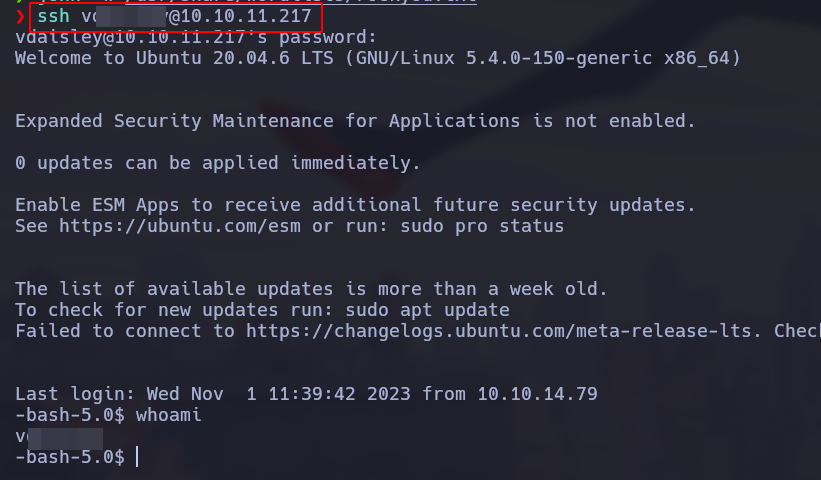 ❯ ssh vd y@10.10.11.217
vdaisley@10.10.11.217's password:
Welcome to Ubuntu 20.04.6 LTS (GNU/Linux 5.4.0-150-generic x86_64)
Expanded Security Maintenance for Applications is not enabled.
0 updates can be applied immediately.
Enable ESM Apps to receive additional future security updates.
See https://ubuntu.com/esm or run: sudo pro status
The list of available updates is more than a week old.
To check for new updates run: sudo apt update
Failed to connect to https://changelogs.ubuntu.com/meta-release-lts. Chec
Last login: Wed Nov  1 11:39:42 2023 from 10.10.14.79
-bash-5.0$ whoami
v
-bash-5.0$